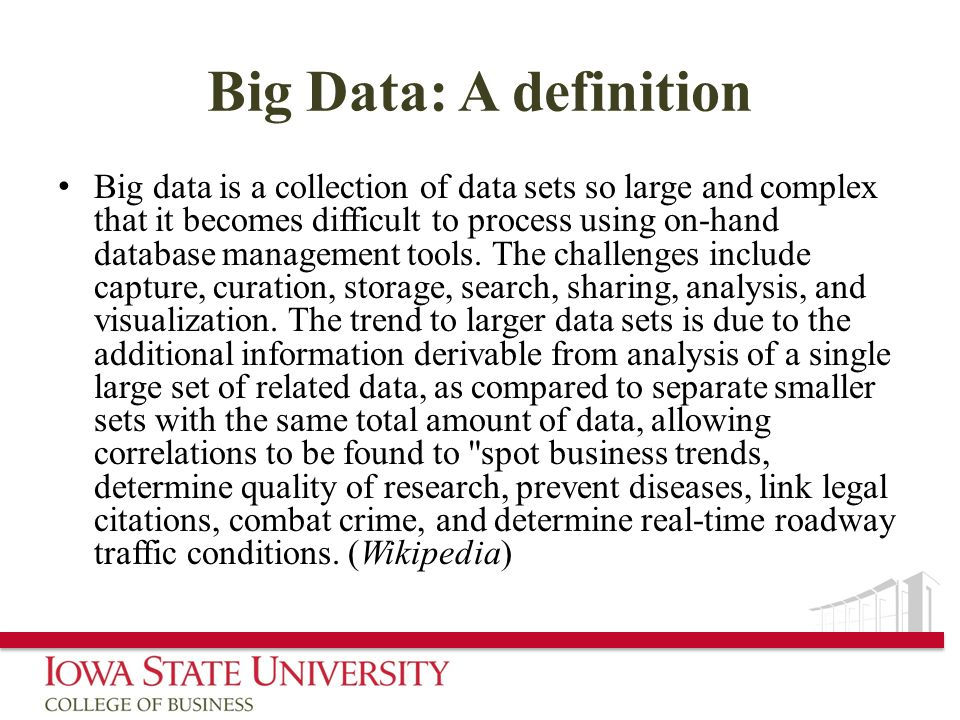 Big Data: A definition
• Big data is a collection of data sets so large and complex
that it becomes difficult to process using on-hand
database management tools. The challenges include
capture, curation, storage, search, sharing, analysis, and
visualization. The trend to larger data sets is due to the
additional information derivable from analysis of a single
large set of related data, as compared to separate smaller
sets with the same total amount of data, allowing
correlations to be found to "spot business trends,
determine quality of research, prevent diseases, link legal
citations, combat crime, and determine real-time roadway
traffic conditions. (Wikipedia)
IOWA STATE UNIVERSITY
COLLEGE OF BUSINESS